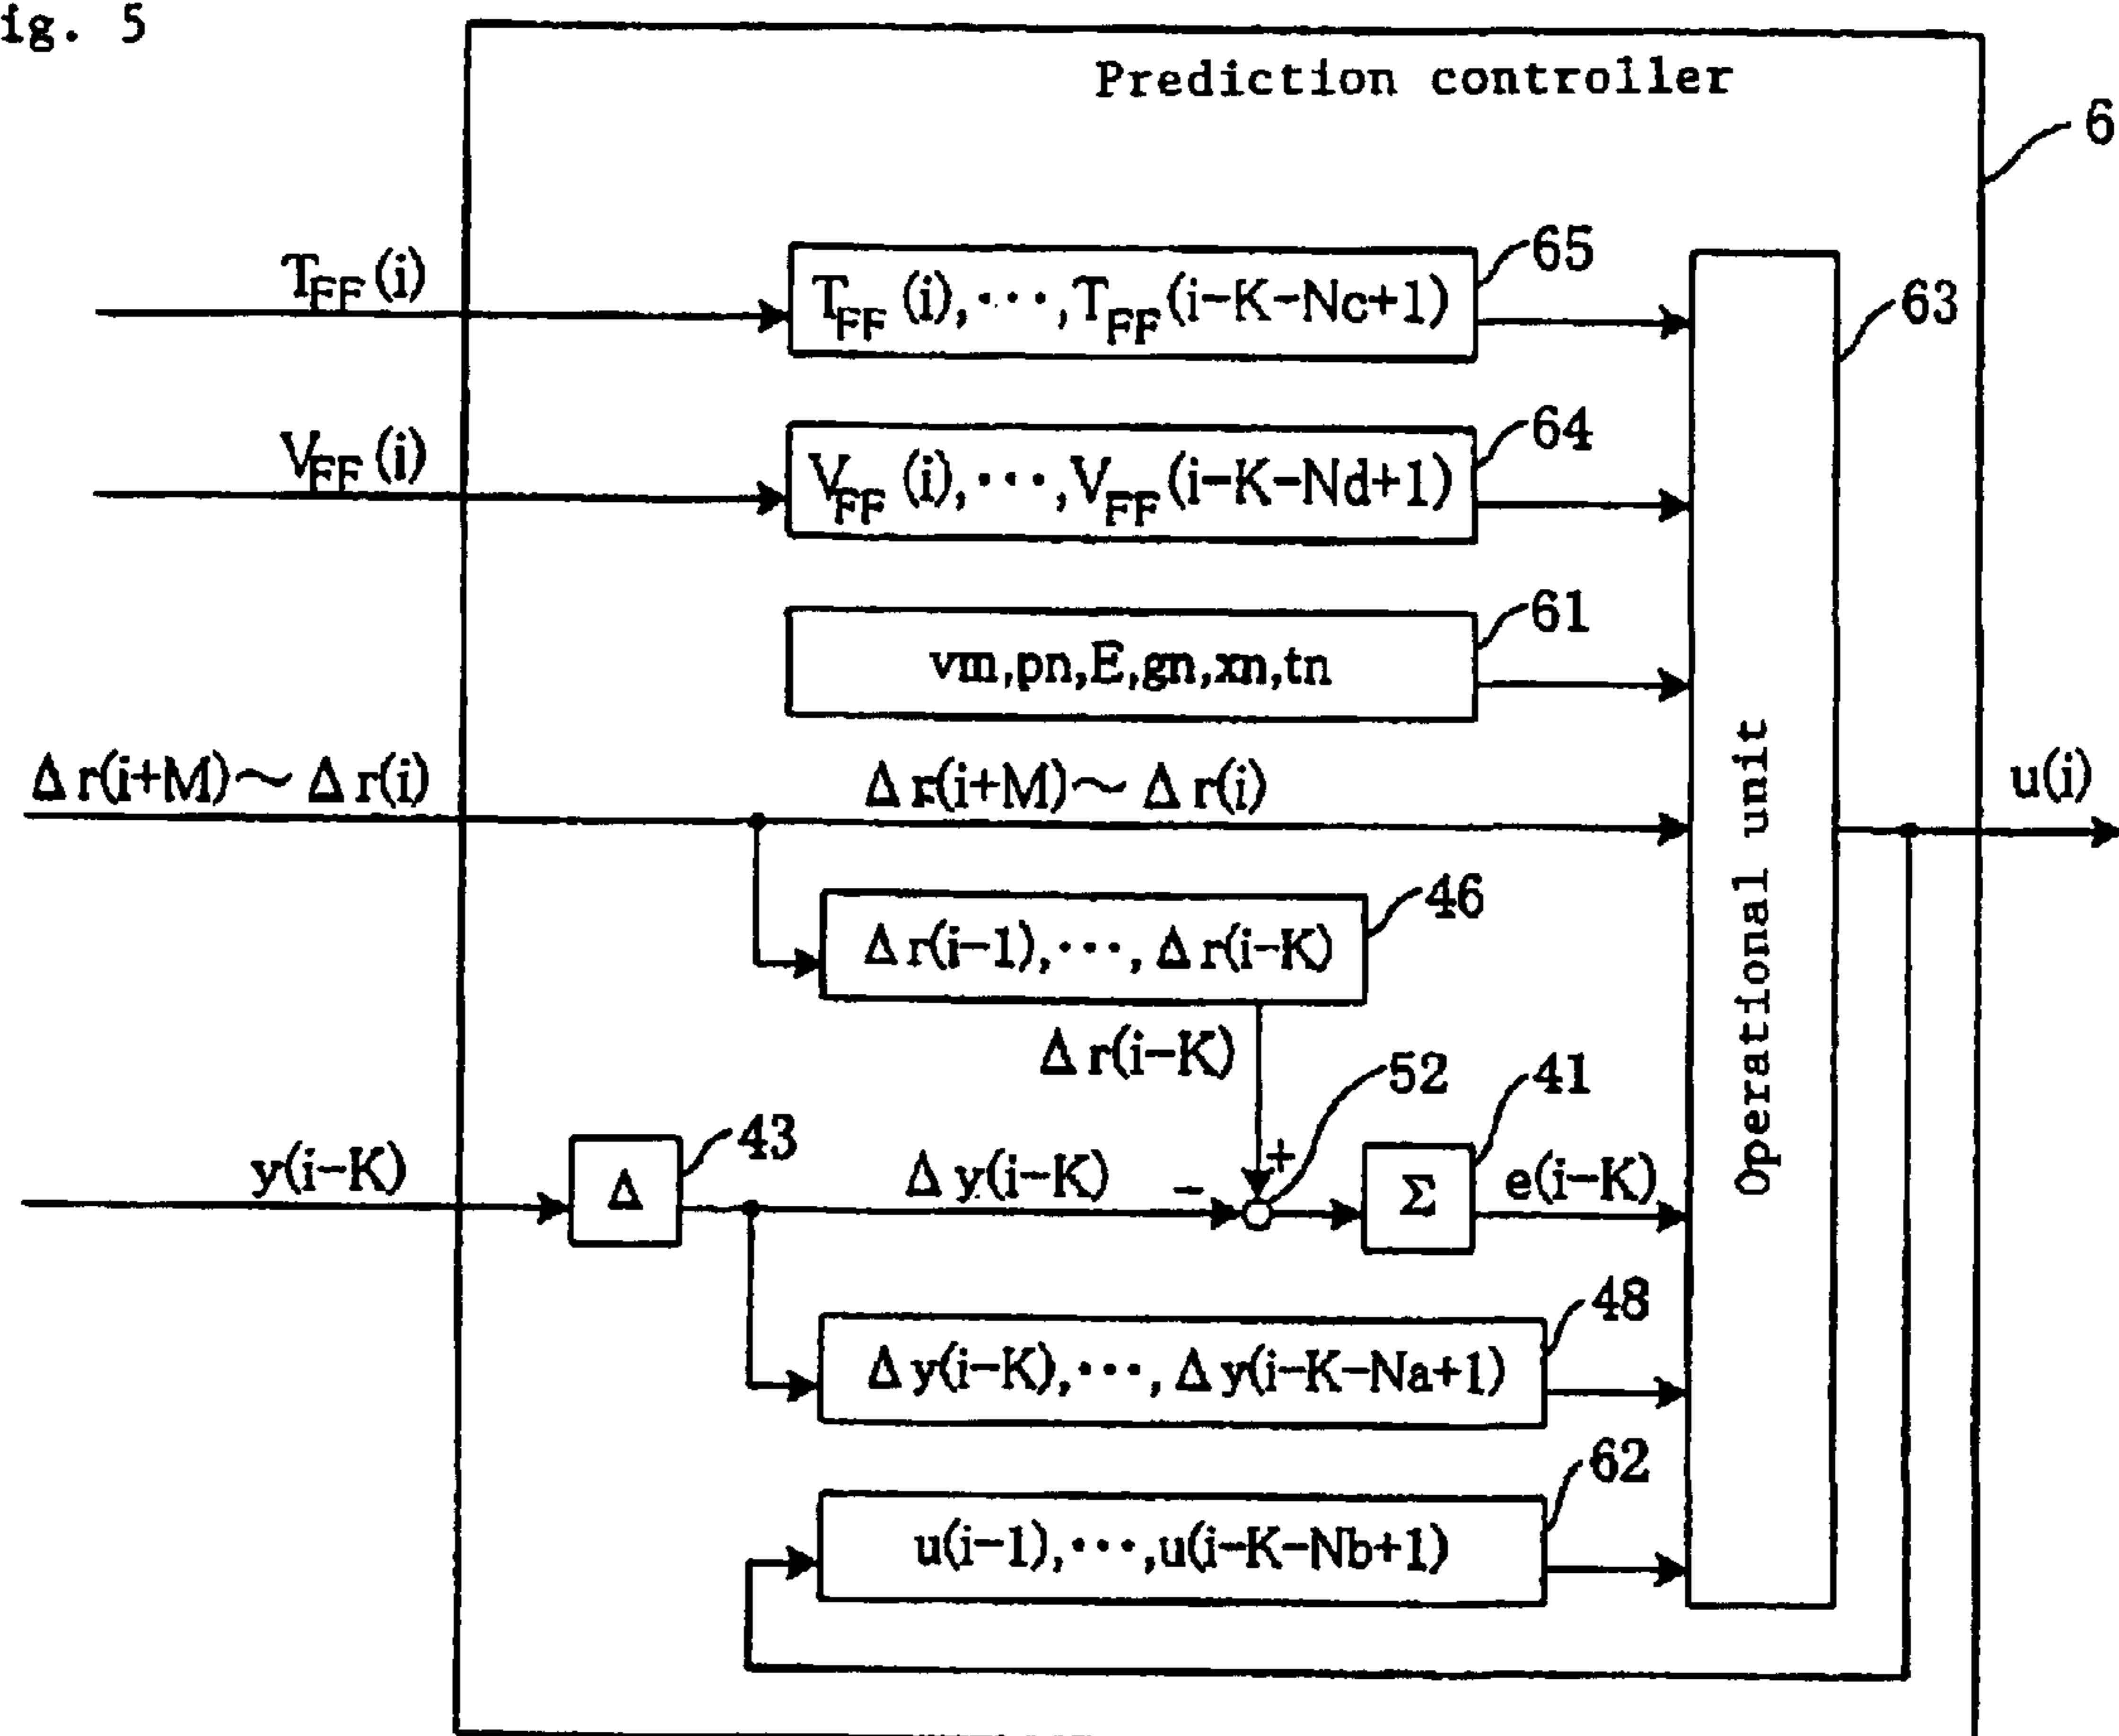 ig. 5
Prediction controller
6
T_FF(i)
T_FF(i),···,T_FF(i-K-Nc+1)
65
63
V_FF(i)
V_FF(i),···,V_FF(i-K-Nd+1)
64
vm,pn,E,gn,xn,tn
61
Operational unit
Δr(i+M)~Δr(i)
Δr(i+M)~Δr(i)
u(i)
Δr(i-1),···,Δr(i-K)
46
Δr(i-K)
52
41
y(i-K)
Δ
43
Δy(i-K)
-
+
Σ
e(i-K)
Δy(i-K),···,Δy(i-K-Na+1)
48
u(i-1),···,u(i-K-Nb+1)
62